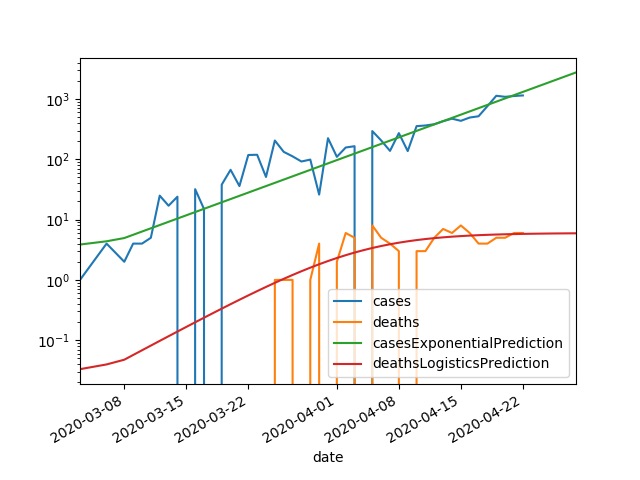 10³
10²
10¹
10⁰
10⁻¹
cases
deaths
casesExponentialPrediction
deathsLogisticsPrediction
2020-03-08
2020-03-15
2020-03-22
2020-04-01
2020-04-08
2020-04-15
2020-04-22
date